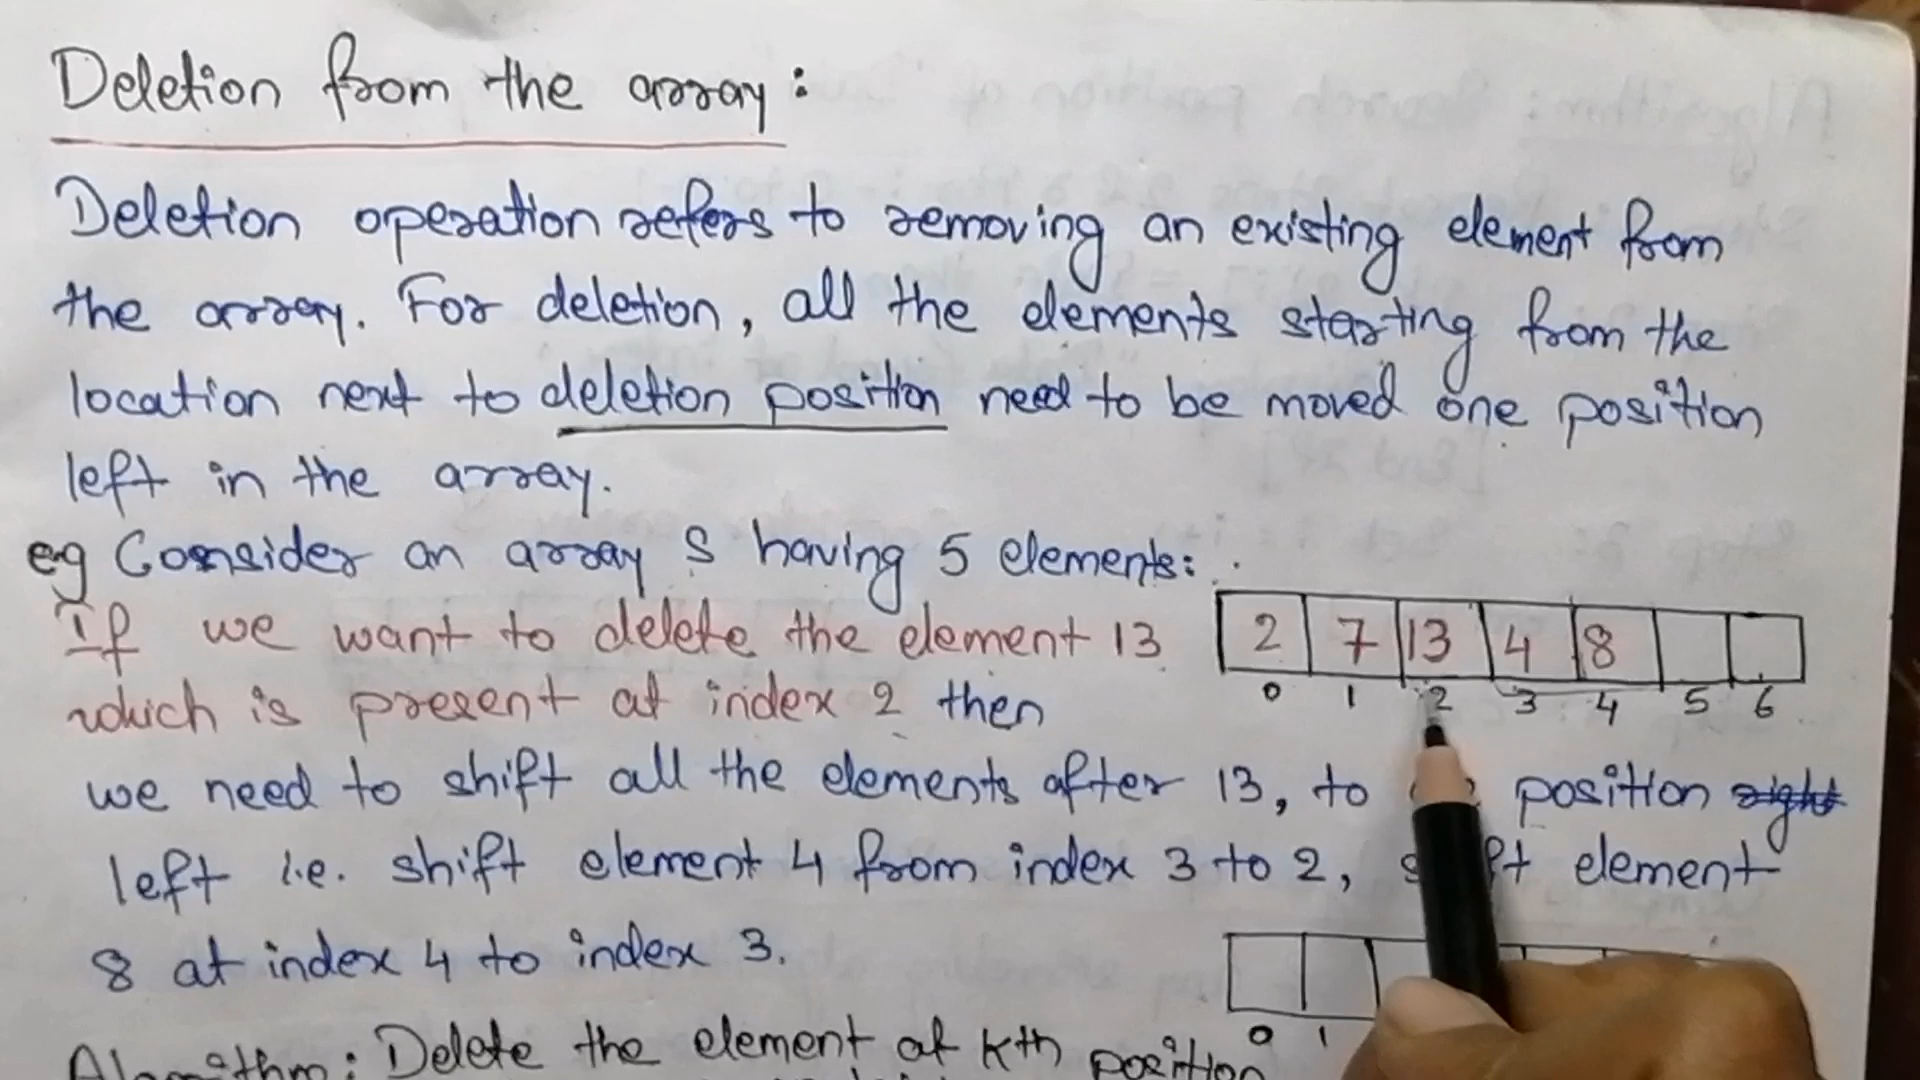 Deletion from the array:
Deletion operation refers to removing an existing element from
the array. For deletion, all the elements starting from the
location next to deletion position need to be moved one position
left in the array.
eg Consider an array S having 5 elements:
If we want to delete the element 13
2 7 13 4 8
which is present at index 2 then
0 1 2 3 4 5 6
we need to shift all the elements after 13, to position right
left i.e. shift element 4 from index 3 to 2, element
8 at index 4 to index 3.
0 1
Algorithm: Delete the element at Kth position